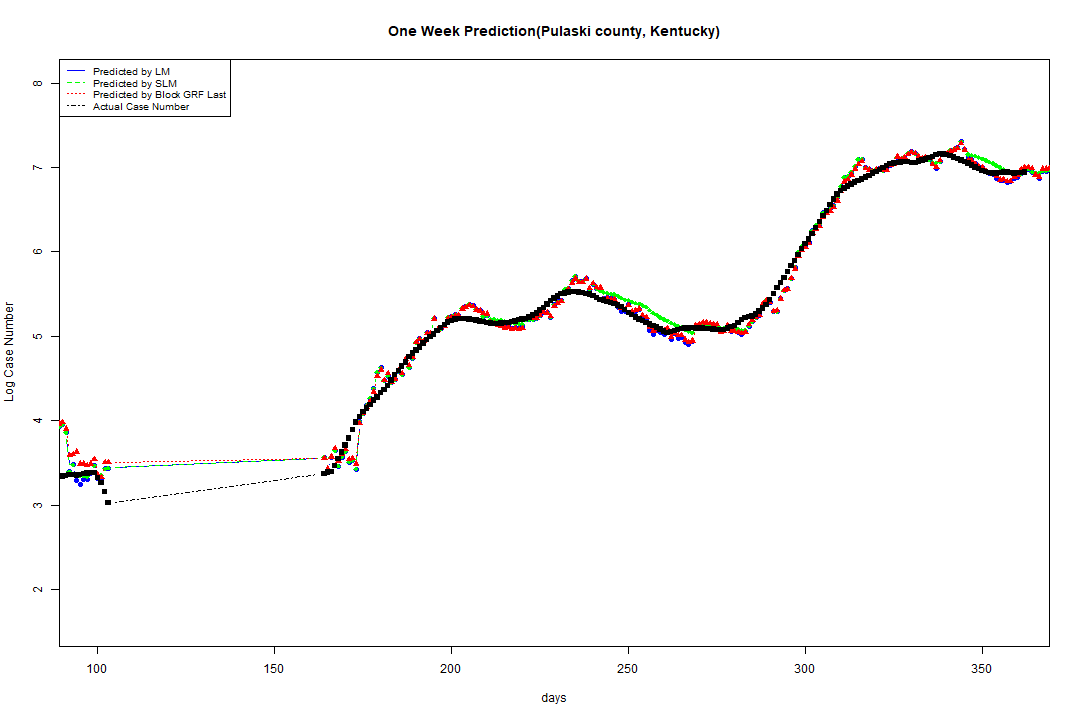 One Week Prediction(Pulaski county, Kentucky)
Predicted by LM
Predicted by SLM
Predicted by Block GRF Last
Actual Case Number
8
7
6
5
4
3
2
Log Case Number
100 150 200 250 300 350
days